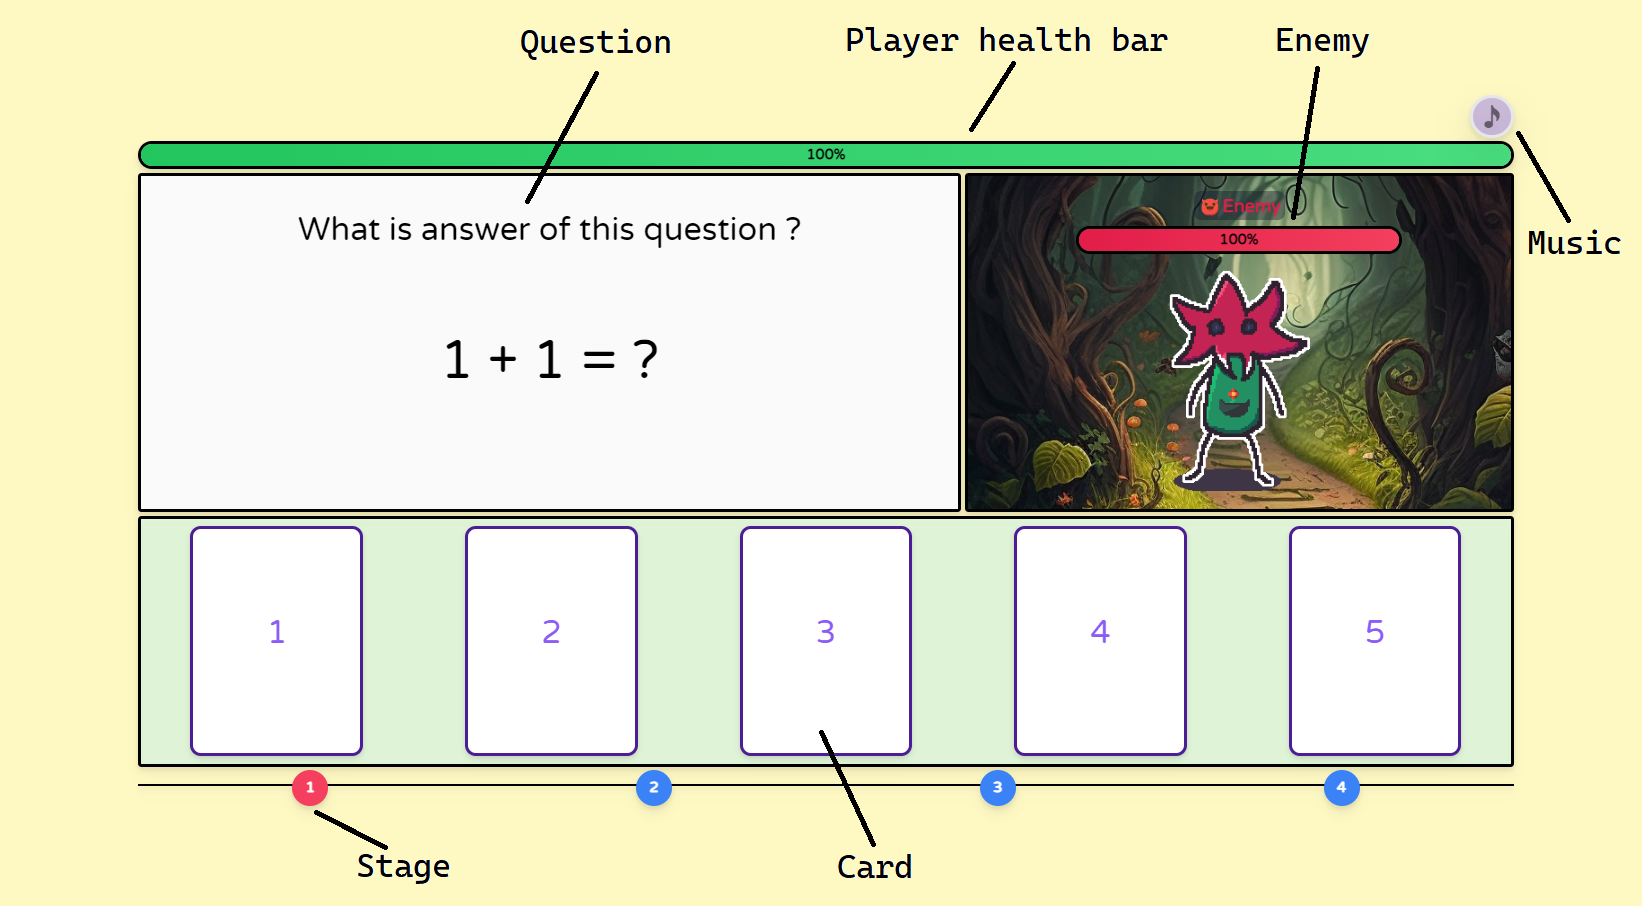 Question
Player health bar
Enemy
100%
Music
What is answer of this question ?
1 + 1 = ?
Enemy
100%
1
2
3
4
5
1
2
3
4
Stage
Card